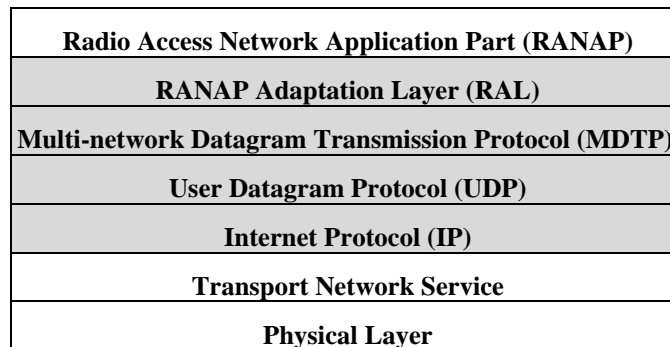 Radio Access Network Application Part (RANAP)
RANAP Adaptation Layer (RAL)
Multi-network Datagram Transmission Protocol (MDTP)
User Datagram Protocol (UDP)
Internet Protocol (IP)
Transport Network Service
Physical Layer